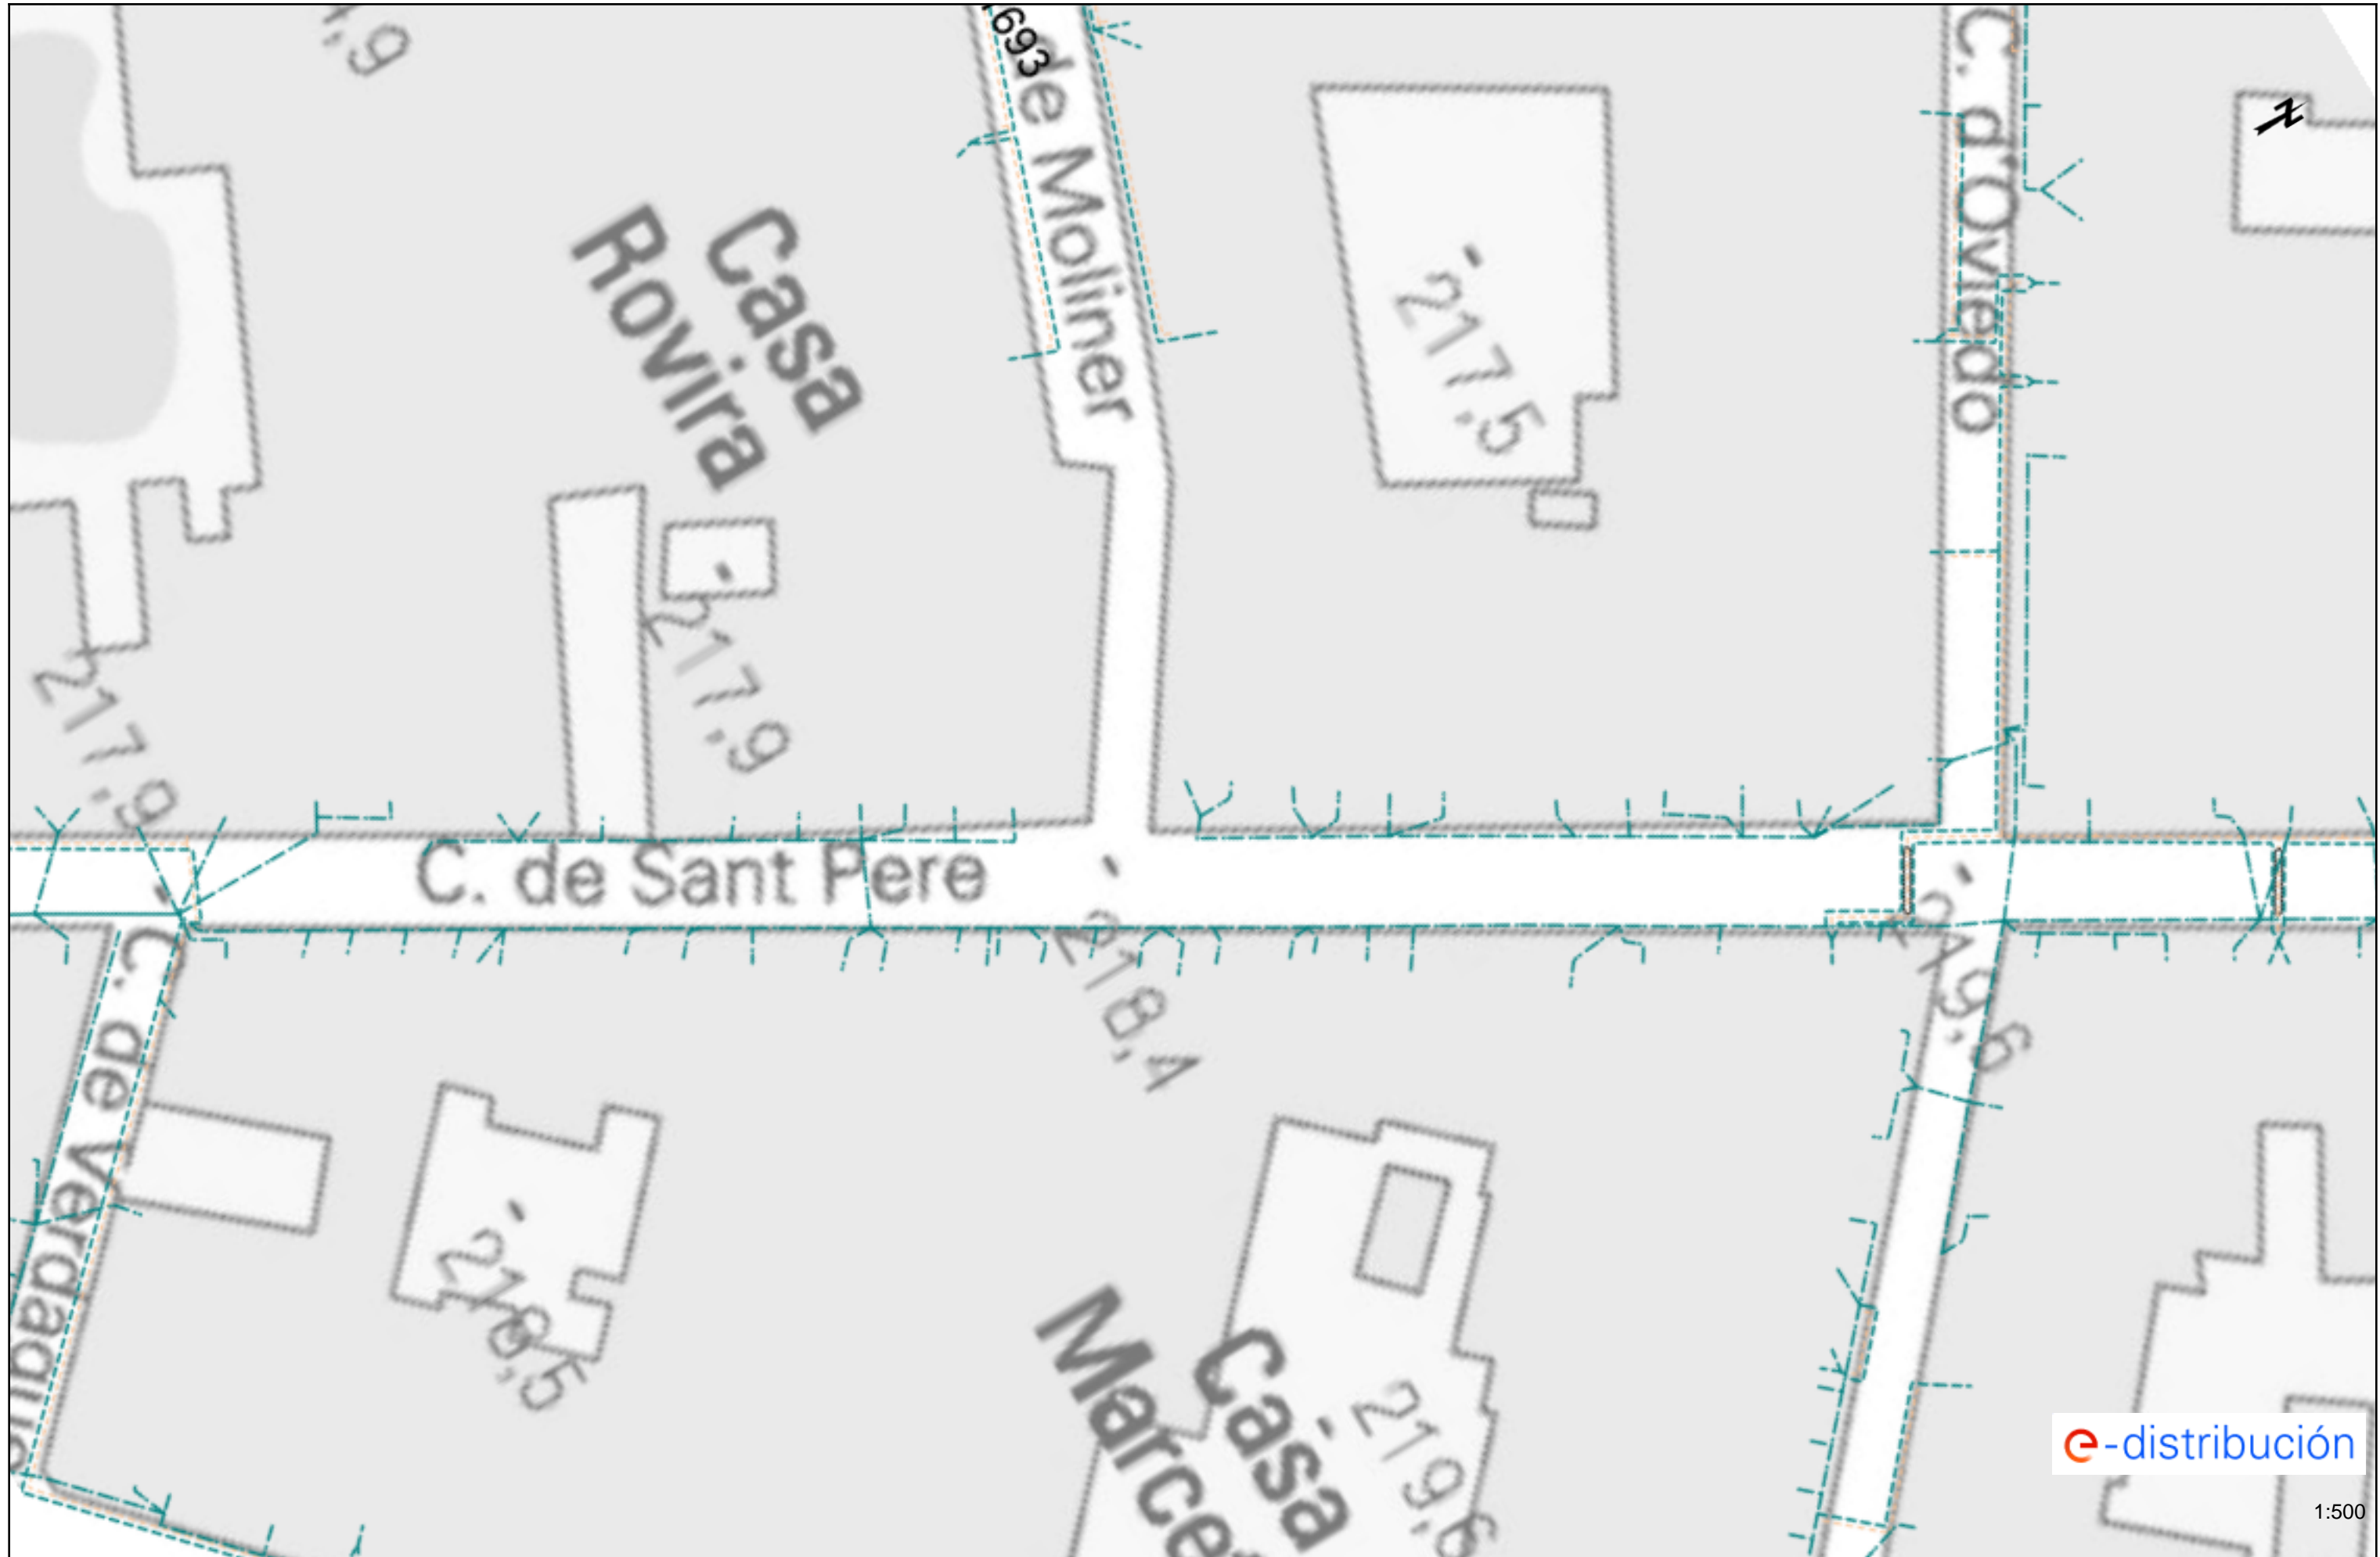 693
de Moliner
C. d'Oviedo
Casa
Rovira
217,5
217,9
217,9
C. de Sant Pere
218,4
219,6
C. de Verdague
218,5
Casa
Marcet
219,6
e-distribución
1:500